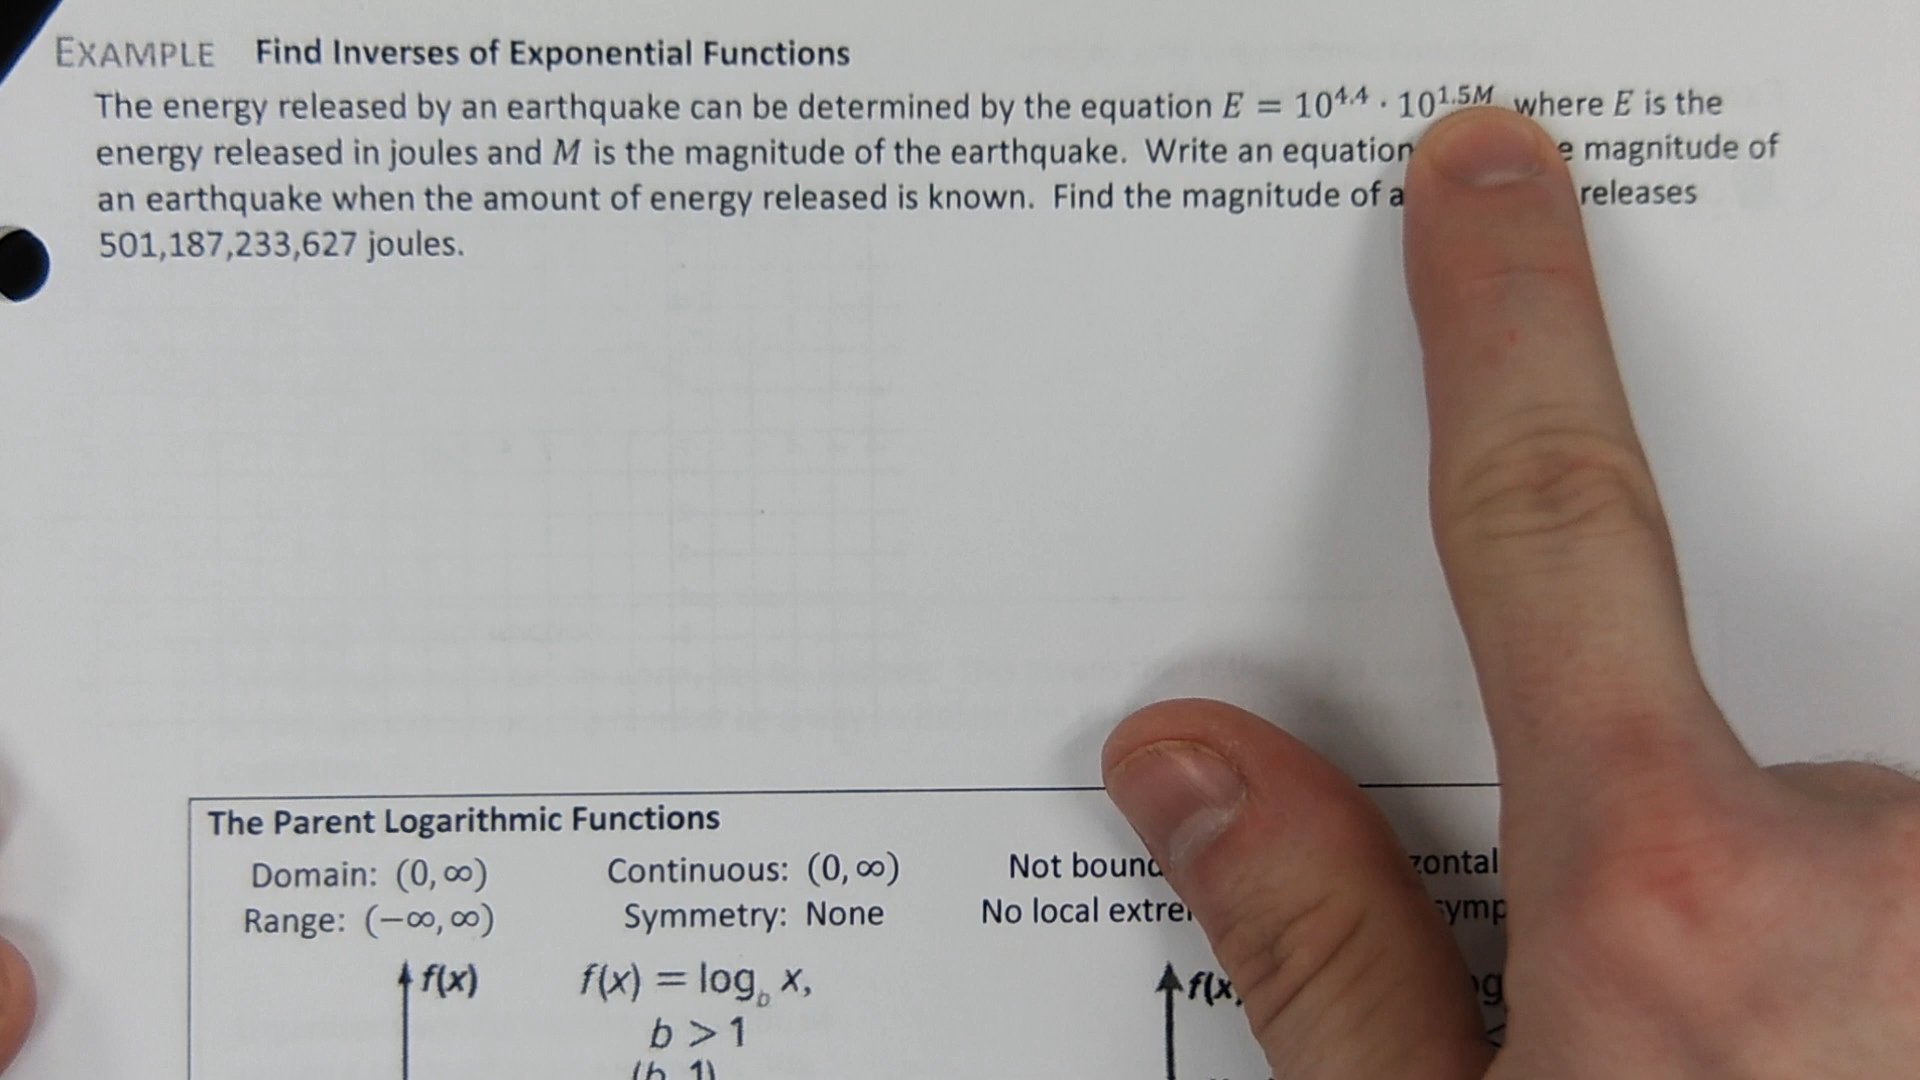 EXAMPLE Find Inverses of Exponential Functions
The energy released by an earthquake can be determined by the equation E = 10^4.4 · 10^1.5M where E is the
energy released in joules and M is the magnitude of the earthquake. Write an equation magnitude of
an earthquake when the amount of energy released is known. Find the magnitude of releases
501,187,233,627 joules.
The Parent Logarithmic Functions
Domain: (0, ∞) Continuous: (0, ∞) Not
Range: (−∞, ∞) Symmetry: None No local
f(x) f(x) = log_b x, f(x)
b > 1